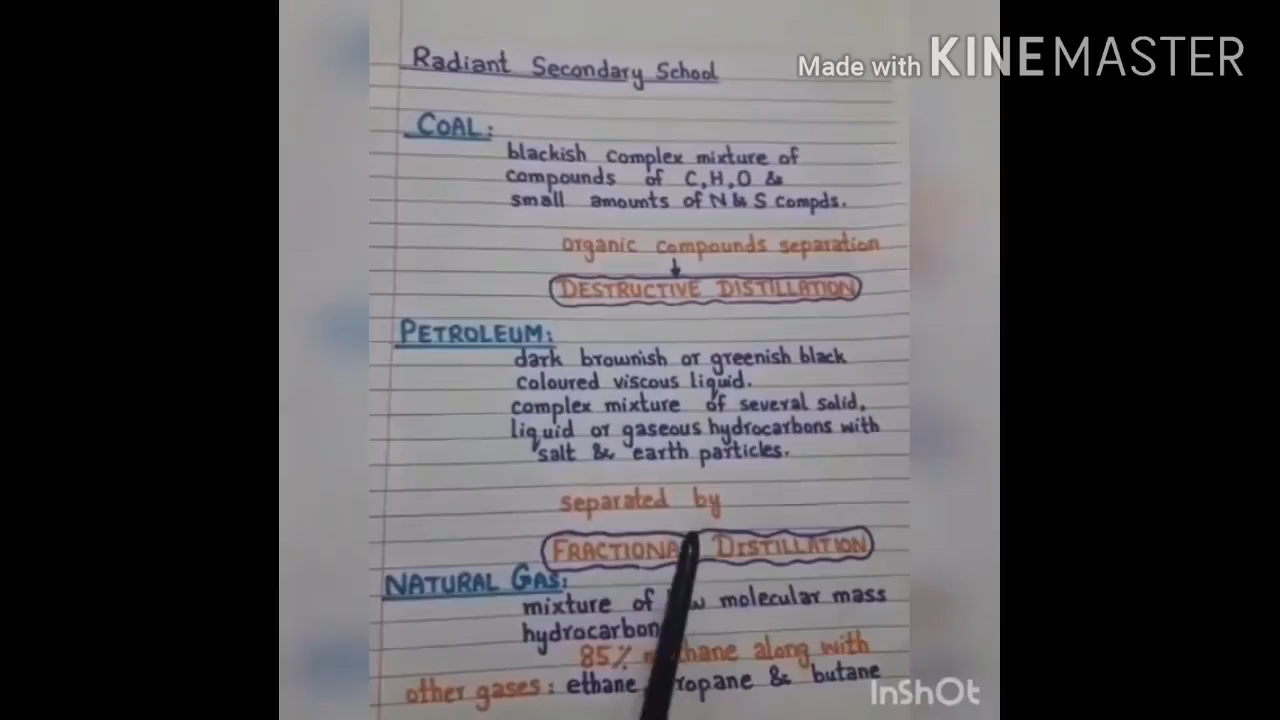 Made with KINEMASTER
Radiant Secondary School
COAL:
blackish complex mixture of
compounds of C, H, O &
small amounts of N & S compds.
organic compounds separation
DESTRUCTIVE DISTILLATION
PETROLEUM:
dark brownish or greenish black
coloured viscous liquid.
complex mixture of several solid,
liquid or gaseous hydrocarbons with
salt & earth particles.
separated by
FRACTIONA DISTILLATION
NATURAL GAS:
mixture of molecular mass
hydrocarbon
85% along with
other gases: ethane & butane
InShOt